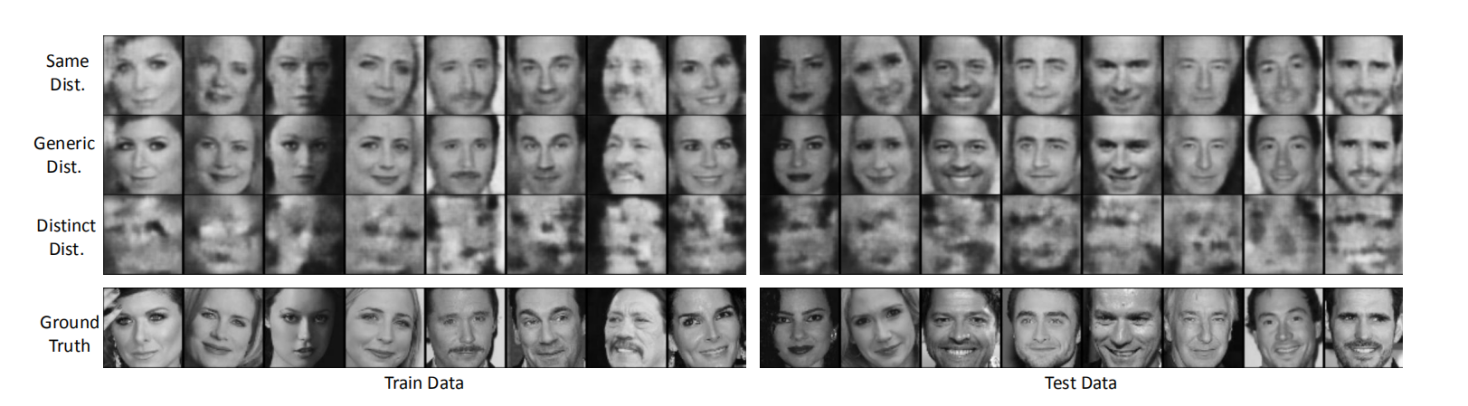 Same
Dist.
Generic
Dist.
Distinct
Dist.
Ground
Truth
Train Data
Test Data